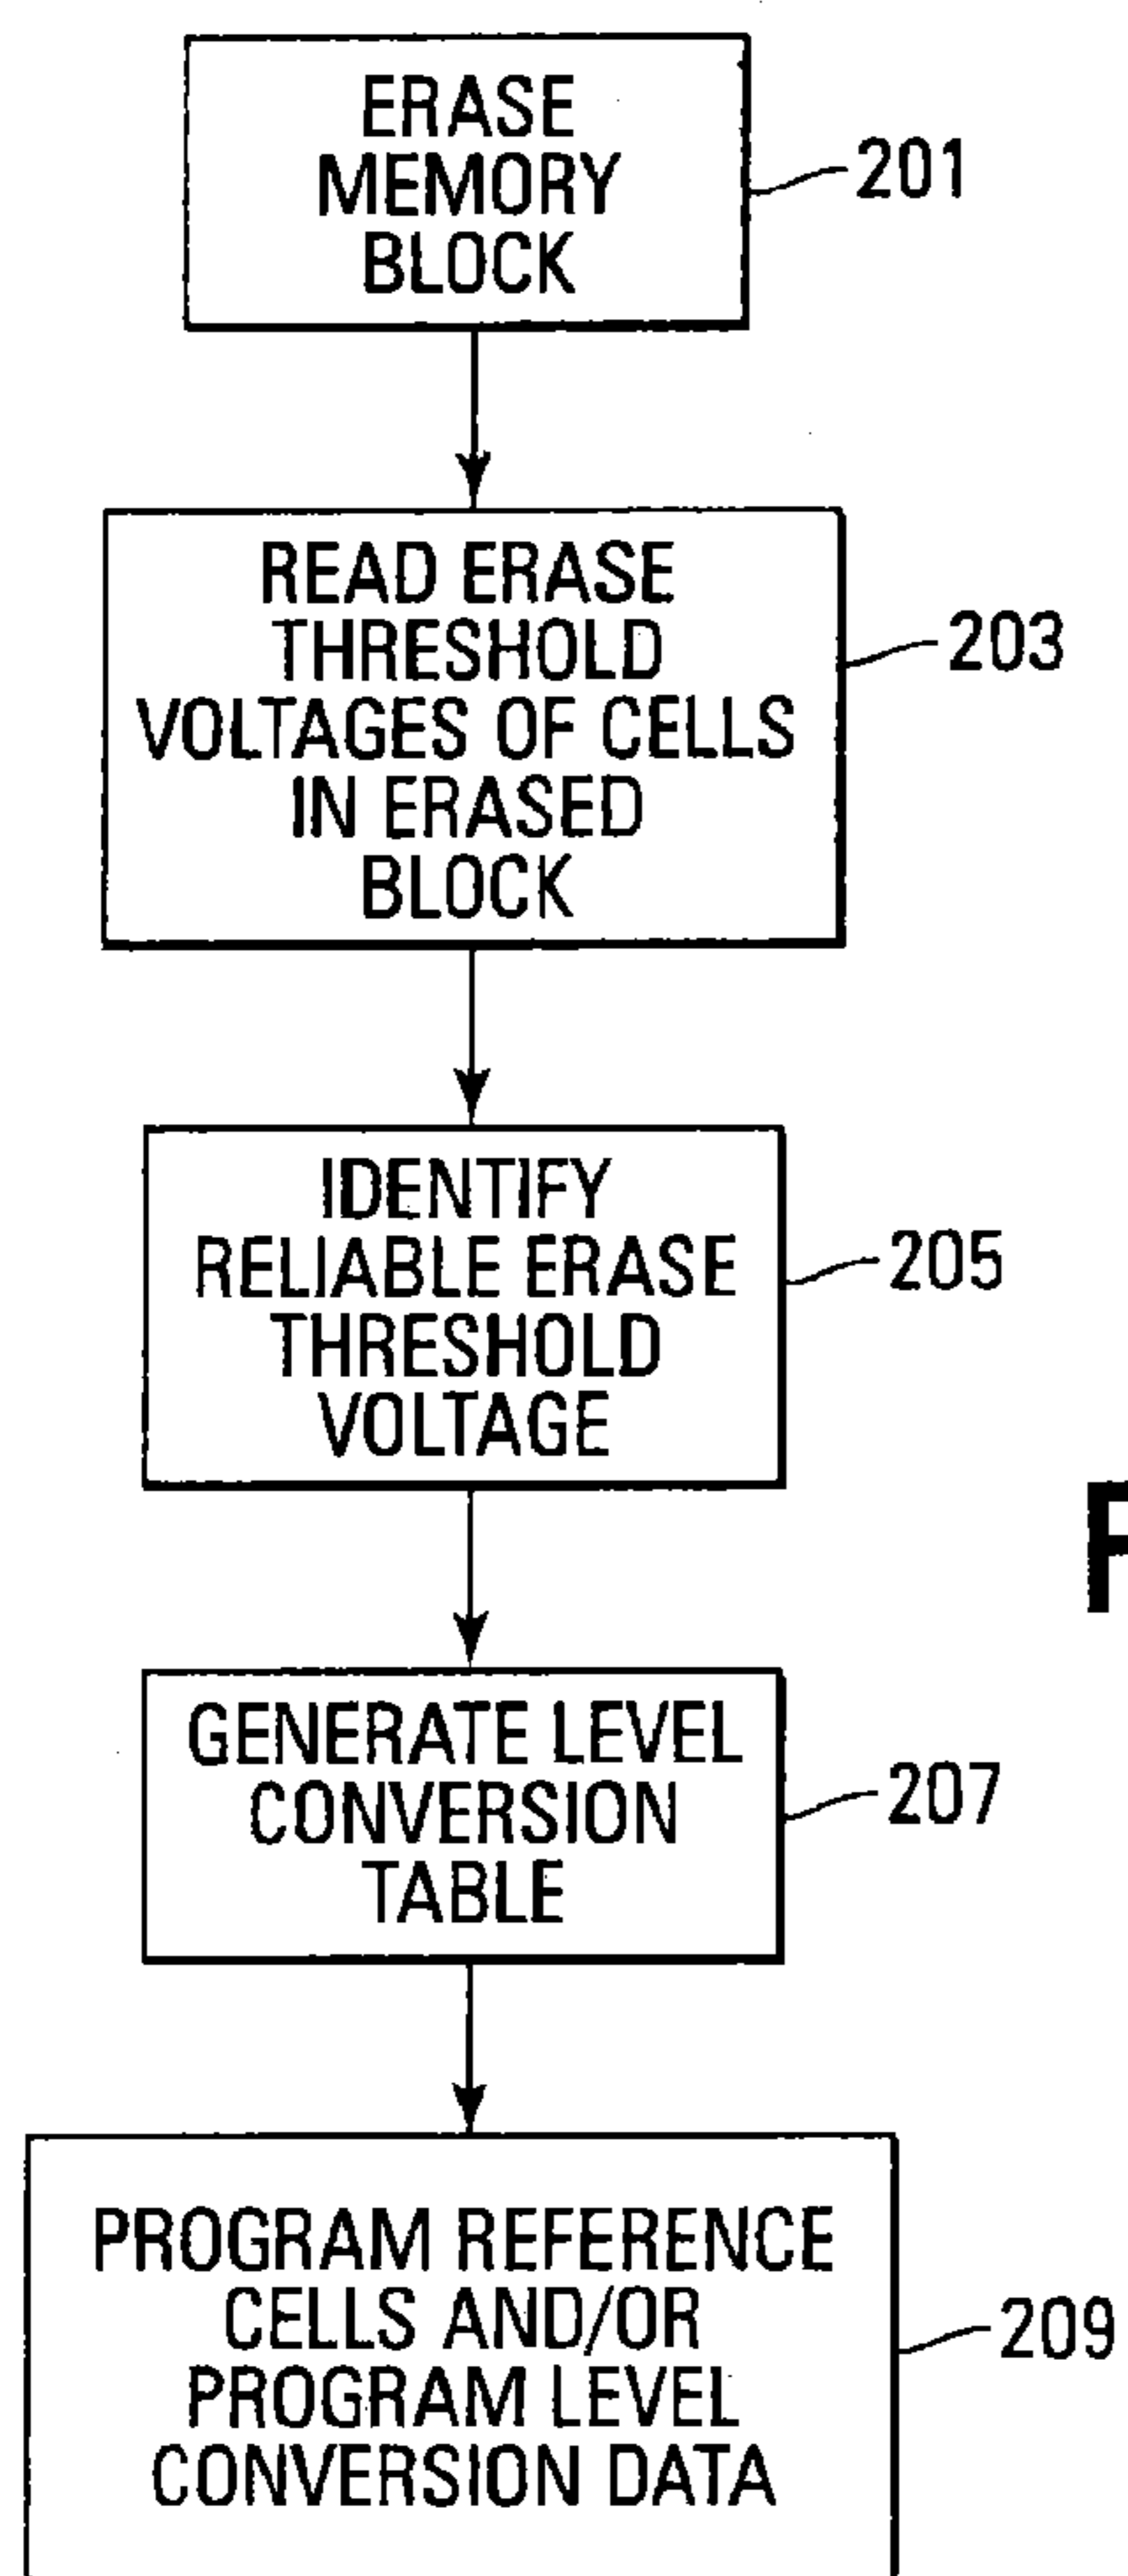 ERASE
MEMORY
BLOCK
201
READ ERASE
THRESHOLD
VOLTAGES OF CELLS
IN ERASED
BLOCK
203
IDENTIFY
RELIABLE ERASE
THRESHOLD
VOLTAGE
205
GENERATE LEVEL
CONVERSION
TABLE
207
PROGRAM REFERENCE
CELLS AND/OR
PROGRAM LEVEL
CONVERSION DATA
209